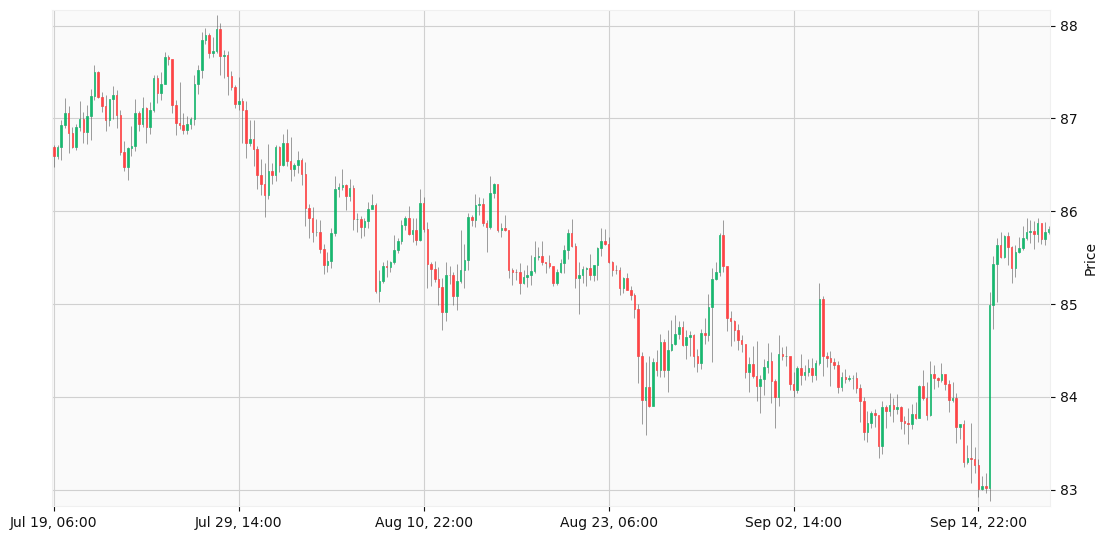 88
87
86
85
84
83
Price
Jul 19, 06:00
Jul 29, 14:00
Aug 10, 22:00
Aug 23, 06:00
Sep 02, 14:00
Sep 14, 22:00